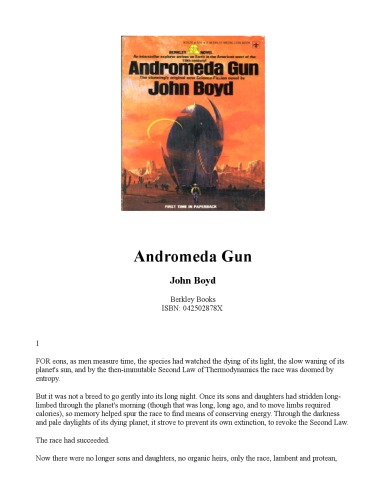 BERKLEY
NOVEL
An interstellar explorer arrives on Earth in the American west of the
19th century!
Andromeda Gun
The stunningly original new Science Fiction novel by
John Boyd
FIRST TIME IN PAPERBACK
Andromeda Gun
John Boyd
Berkley Books
ISBN: 042502878X
1
FOR eons, as men measure time, the species had watched the dying of its light, the slow waning of its
planet's sun, and by the then-immutable Second Law of Thermodynamics the race was doomed by
entropy.
But it was not a breed to go gently into its long night. Once its sons and daughters had stridden long-
limbed through the planet's morning (though that was long, long ago, and to move limbs required
calories), so memory helped spur the race to find means of conserving energy. Through the darkness
and pale daylights of its dying planet, it strove to prevent its own extinction, to revoke the Second Law.
The race had succeeded.
Now there were no longer sons and daughters, no organic heirs, only the race, lambent and protean,